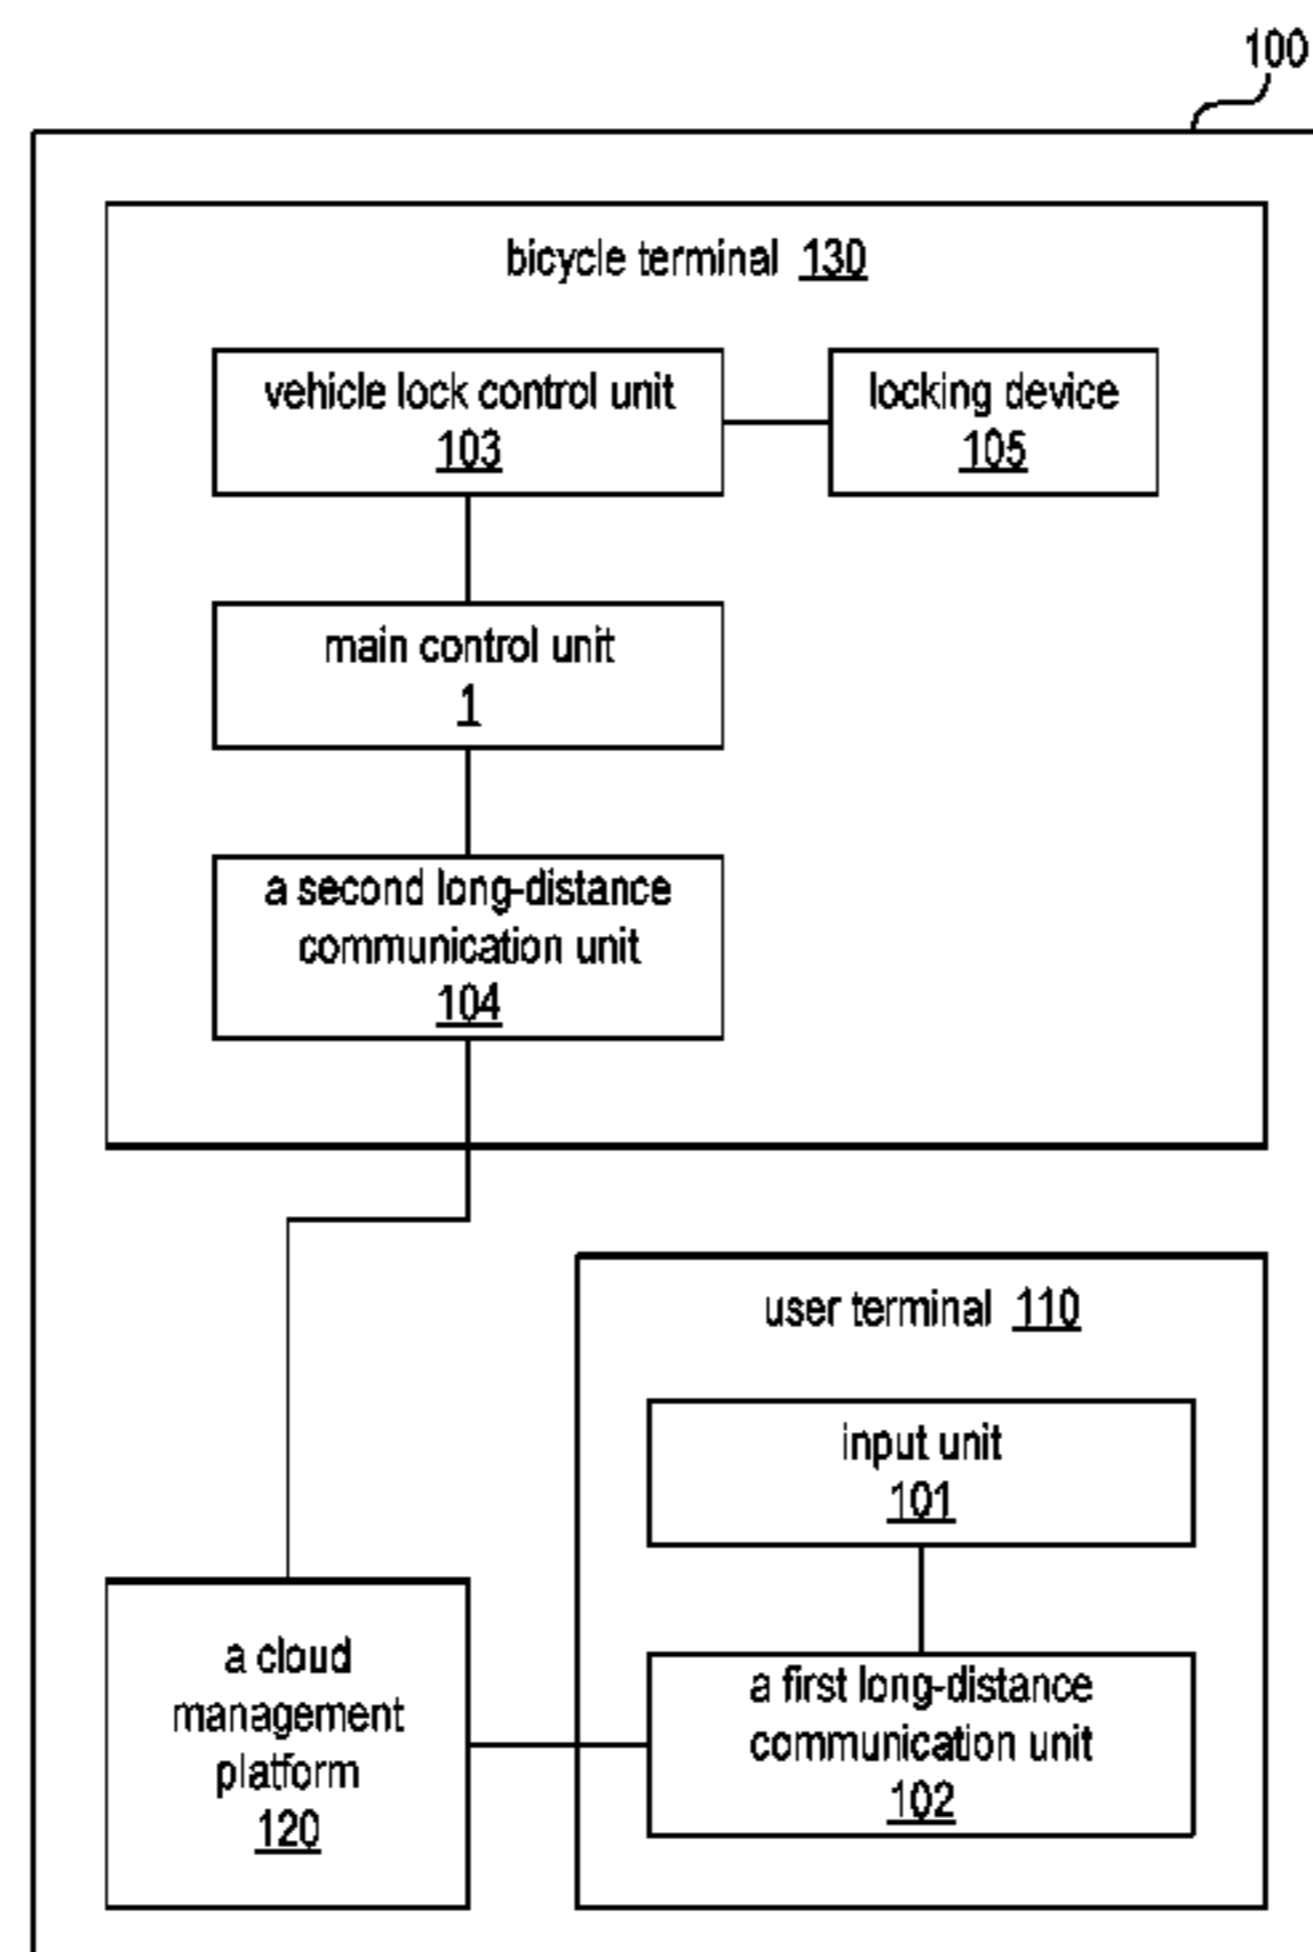 100
bicycle terminal 130
vehicle lock control unit
103
locking device
105
main control unit
1
a second long-distance
communication unit
104
user terminal 110
input unit
101
a first long-distance
communication unit
102
a cloud
management
platform
120